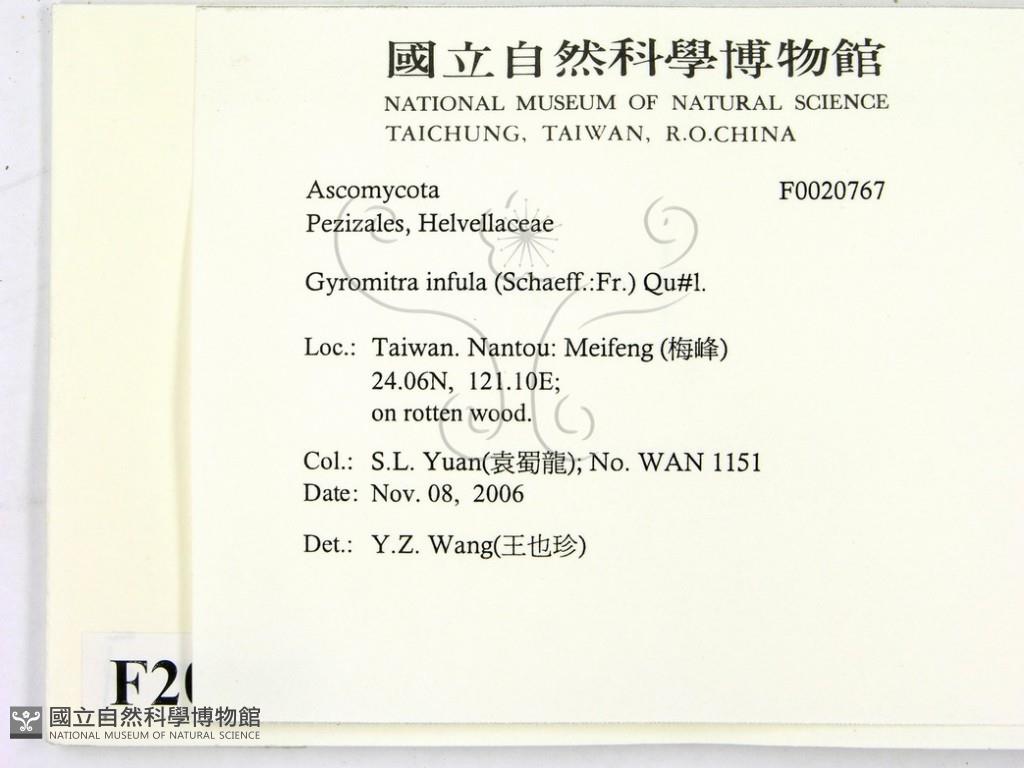 國立自然科學博物館
NATIONAL MUSEUM OF NATURAL SCIENCE
TAICHUNG, TAIWAN, R.O.CHINA
Ascomycota F0020767
Pezizales, Helvellaceae
Gyromitra infula (Schaeff.:Fr.) Qu#l.
Loc.: Taiwan. Nantou: Meifeng (梅峰)
24.06N, 121.10E;
on rotten wood.
Col.: S.L. Yuan(袁蜀龍); No. WAN 1151
Date: Nov. 08, 2006
Det.: Y.Z. Wang(王也珍)
F20
國立自然科學博物館
NATIONAL MUSEUM OF NATURAL SCIENCE